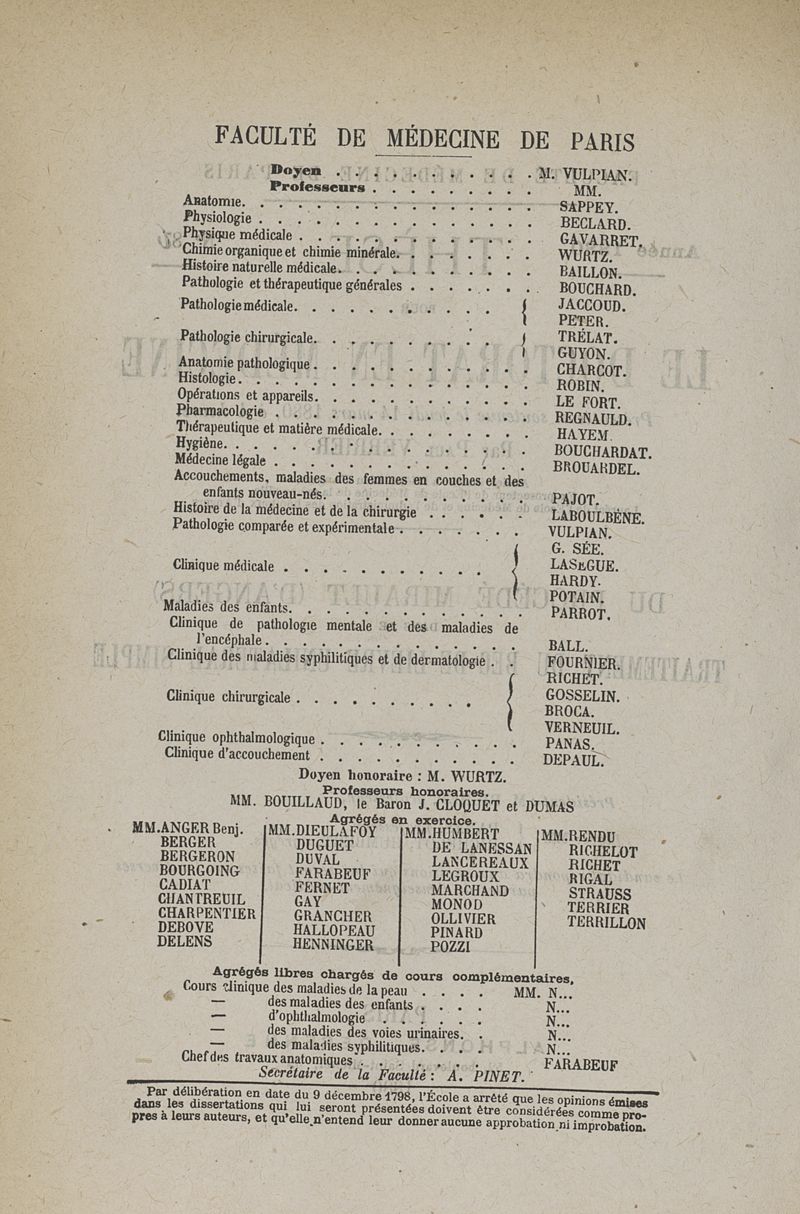 FACULTÉ DE MÉDECINE DE PARIS
Doyen . . . . . . . . . . . M. VULPIAN.
Professeurs . . . . . . . . . MM.
Anatomie. . . . . . . . . . . . . . . . SAPPEY.
Physiologie . . . . . . . . . . . . . . . BECLARD.
Physique médicale . . . . . . . . . . . . . GAVARRET.
Chimie organique et chimie minérale. . . . . . . . WURTZ.
Histoire naturelle médicale. . . . . . . . . . . BAILLON.
Pathologie et thérapeutique générales . . . . . . . BOUCHARD.
Pathologie médicale. . . . . . . . . . . { JACCOUD.
PETER.
Pathologie chirurgicale. . . . . . . . . . { TRÉLAT.
GUYON.
Anatomie pathologique . . . . . . . . . . . . CHARCOT.
Histologie. . . . . . . . . . . . . . . . ROBIN.
Opérations et appareils. . . . . . . . . . . . LE FORT.
Pharmacologie . . . . . . . . . . . . . . REGNAULD.
Thérapeutique et matière médicale. . . . . . . . . HAYEM.
Hygiène. . . . . . . . . . . . . . . . . BOUCHARDAT.
Médecine légale . . . . . . . . . . . . . . BROUARDEL.
Accouchements, maladies des femmes en couches et des
enfants nouveau-nés. . . . . . . . . . . . PAJOT.
Histoire de la médecine et de la chirurgie . . . . . . LABOULBÈNE.
Pathologie comparée et expérimentale . . . . . . . VULPIAN.
G. SÉE.
Clinique médicale . . . . . . . . . . . { LASEGUE.
HARDY.
POTAIN.
Maladies des enfants. . . . . . . . . . . . . PARROT.
Clinique de pathologie mentale et des maladies de
l'encéphale . . . . . . . . . . . . . . BALL.
Clinique des maladies syphilitiques et de dermatologie . . FOURNIER.
RICHET.
Clinique chirurgicale . . . . . . . . . . { GOSSELIN.
BROCA.
VERNEUIL.
Clinique ophthalmologique . . . . . . . . . . . PANAS.
Clinique d'accouchement . . . . . . . . . . . DEPAUL.
Doyen honoraire : M. WURTZ.
Professeurs honoraires.
MM. BOUILLAUD, le Baron J. CLOQUET et DUMAS
Agrégés en exercice.
MM. ANGER Benj.
BERGER
BERGERON
BOURGOING
CADIAT
CHANTREUIL
CHARPENTIER
DEBOVE
DELENS
MM. DIEULAFOY
DUGUET
DUVAL
FARABEUF
FERNET
GAY
GRANCHER
HALLOPEAU
HENNINGER
MM. HUMBERT
DE LANESSAN
LANCEREAUX
LEGROUX
MARCHAND
MONOD
OLLIVIER
PINARD
POZZI
MM. RENDU
RICHELOT
RICHET
RIGAL
STRAUSS
TERRIER
TERRILLON
Agrégés libres chargés de cours complémentaires,
Cours clinique des maladies de la peau . . . . MM. N...
— des maladies des enfants . . . . N...
— d'ophthalmologie . . . . . . N...
— des maladies des voies urinaires. . N...
— des maladies syphilitiques. . . . N...
Chef des travaux anatomiques . . . . . . . FARABEUF
Secrétaire de la Faculté : A. PINET.
Par délibération en date du 9 décembre 1798, l'École a arrêté que les opinions émises
dans les dissertations qui lui seront présentées doivent être considérées comme pro-
pres à leurs auteurs, et qu'elle n'entend leur donner aucune approbation ni improbation.